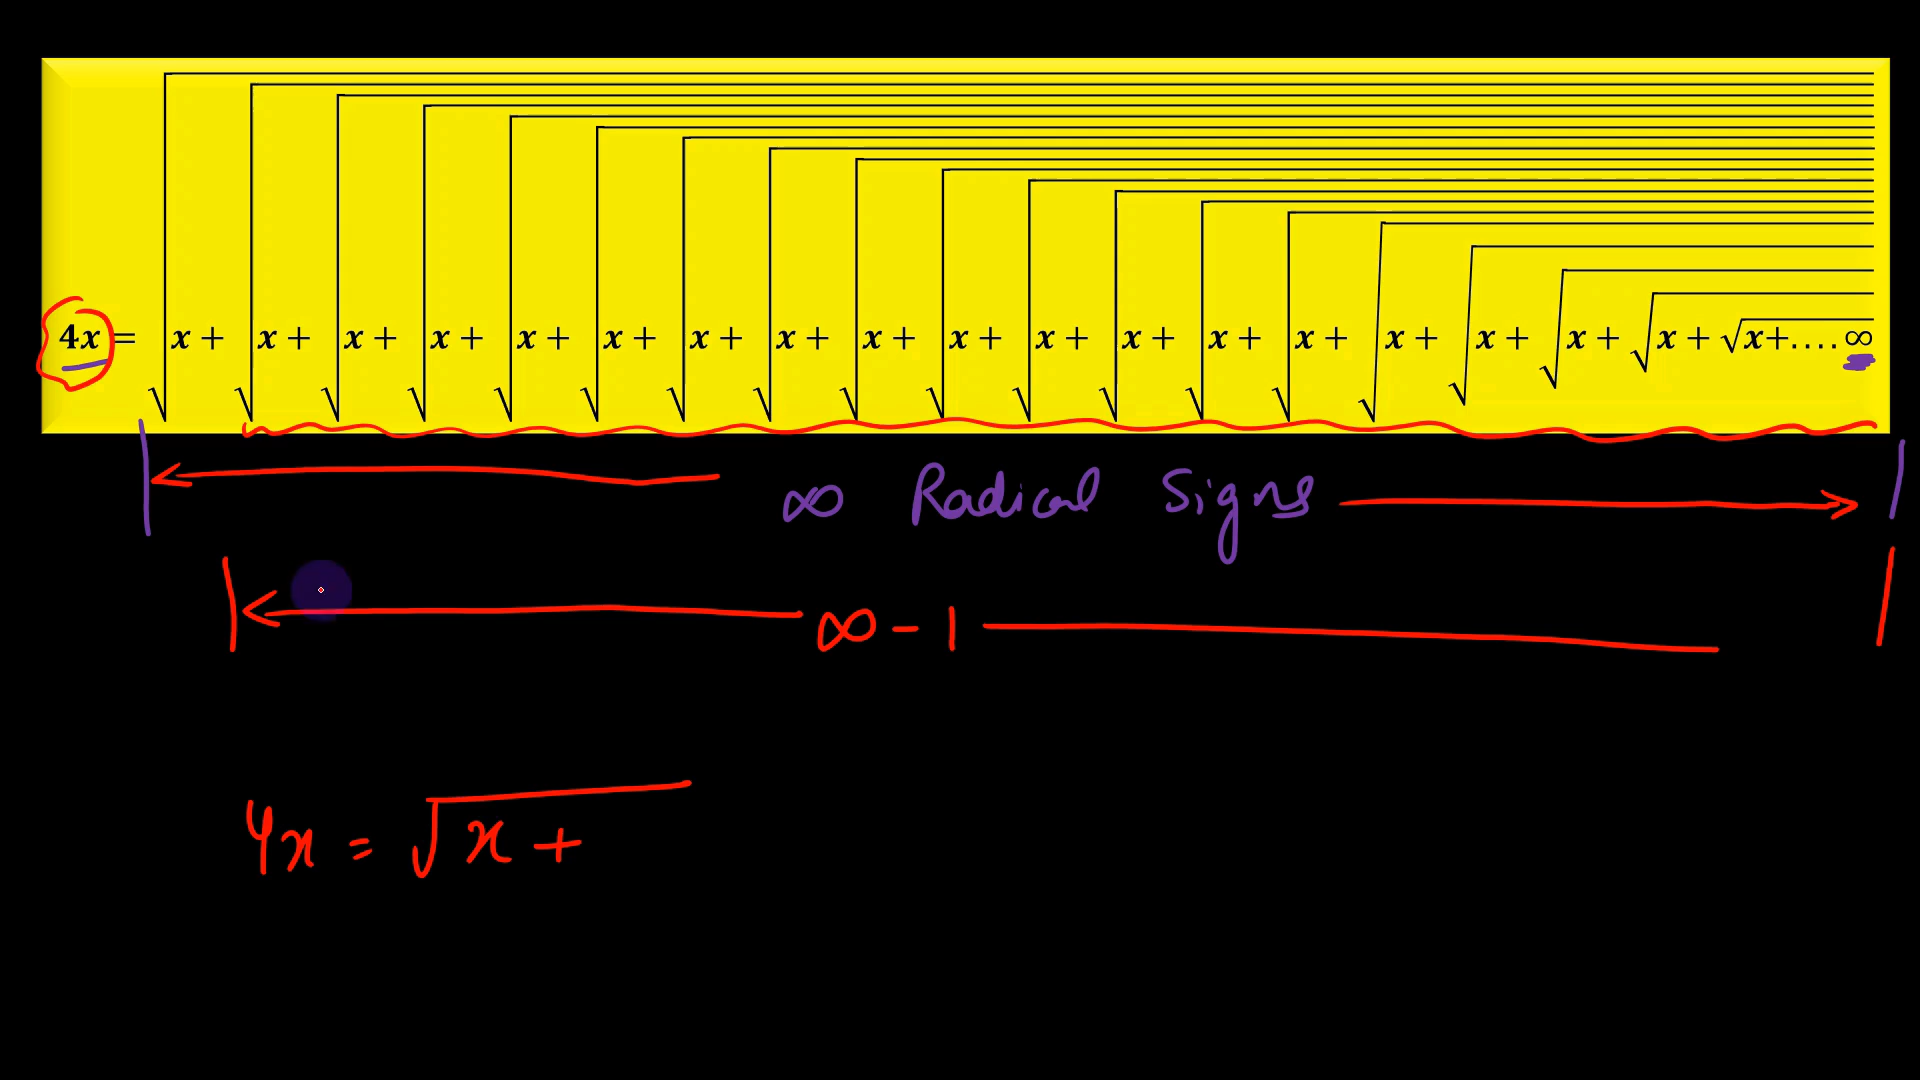 4x = √x + √x + √x + √x + √x + √x + √x + √x + √x + √x + √x + √x + √x + √x + √x + √x + √x + √x + √x+....∞
∞ Radical Signs
∞ - 1
4x = √x +